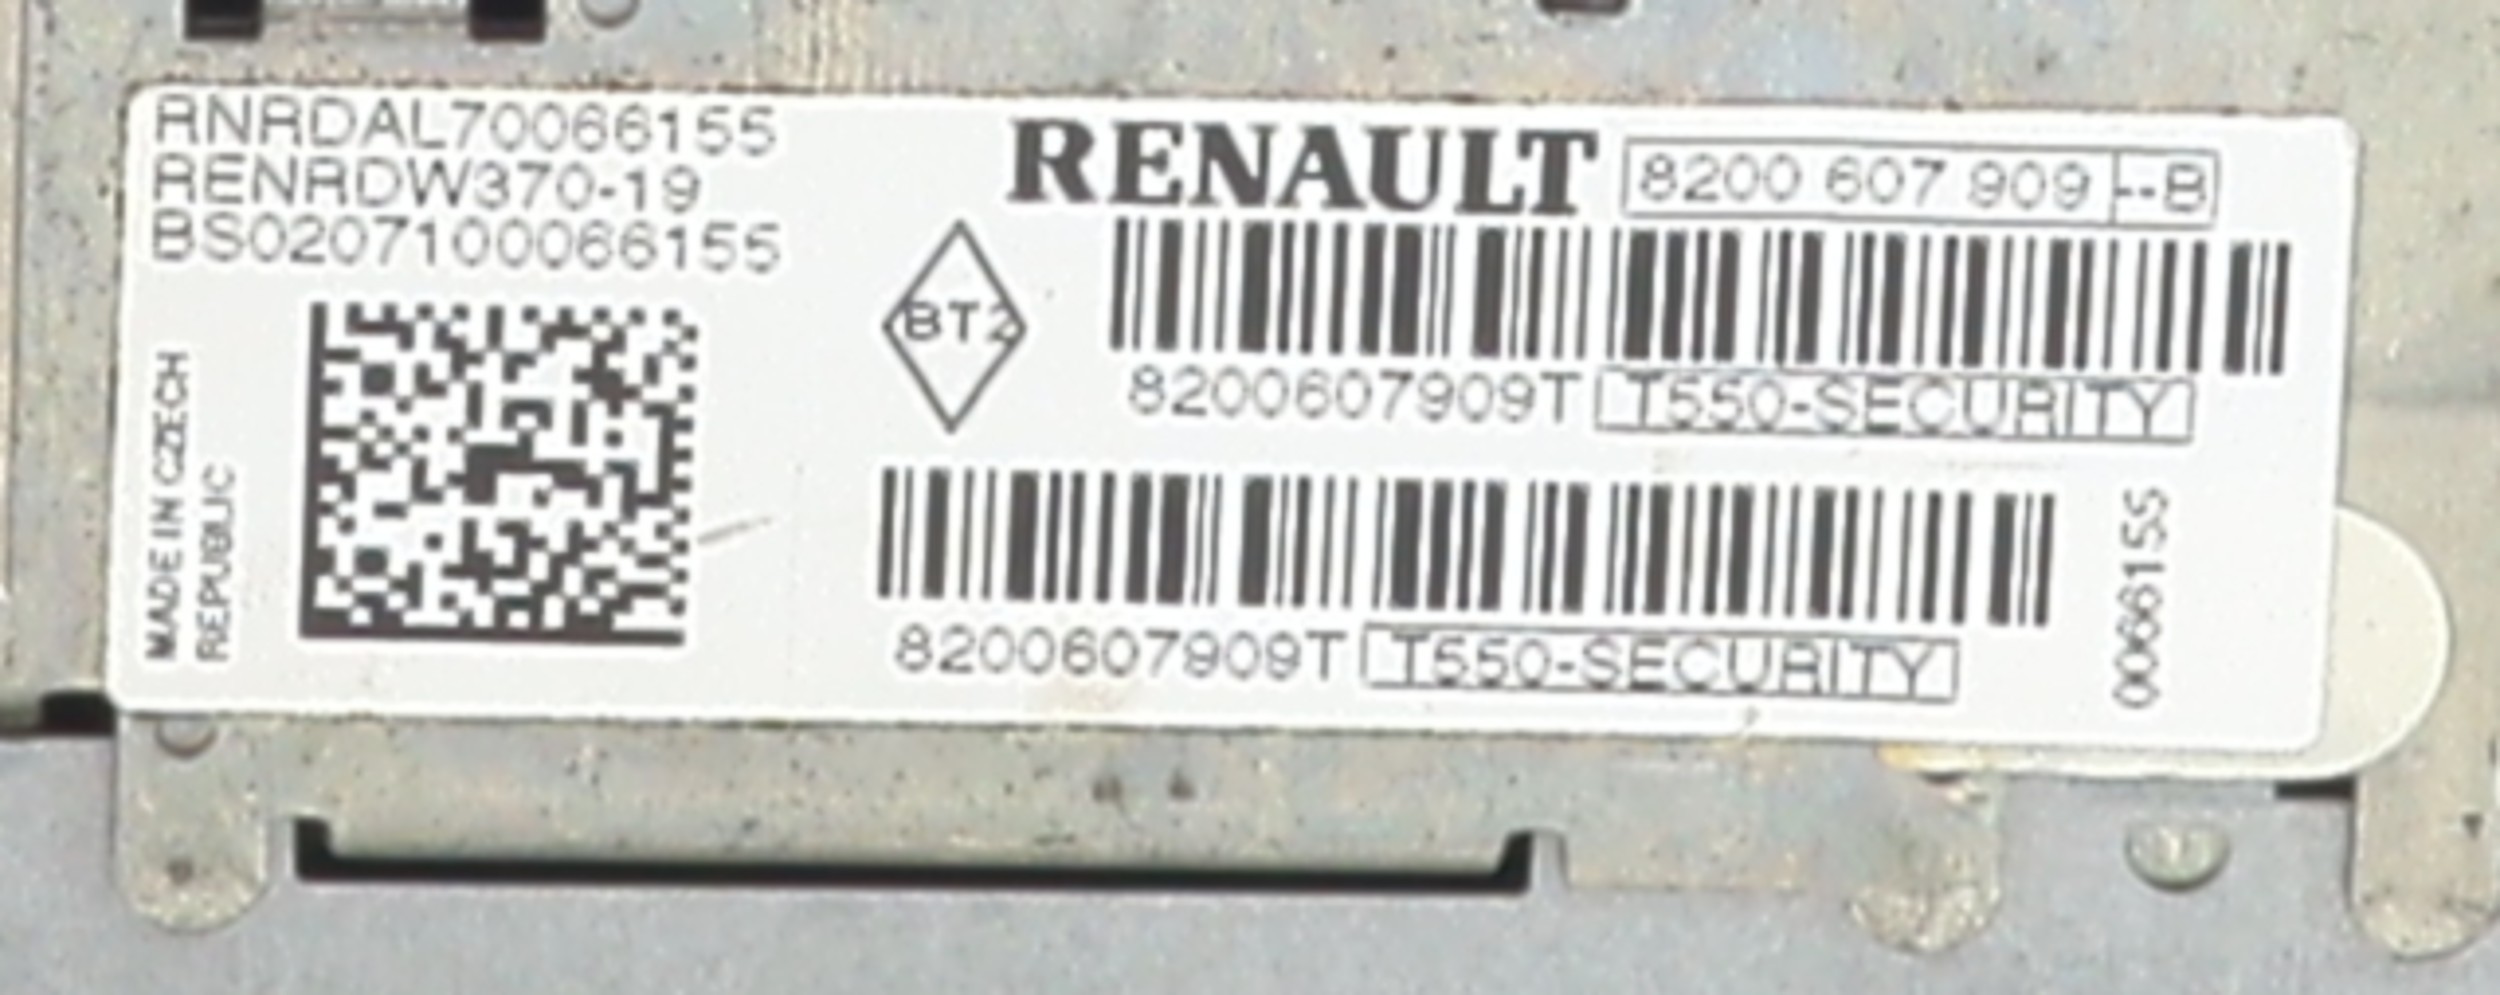 RNRDAL70066155
RENRDW370-19
BS0207100066155
MADE IN CZECH
REPUBLIC
RENAULT 8200 607 909 --B
BT2
8200607909T T550-SECURITY
8200607909T T550-SECURITY
0066155